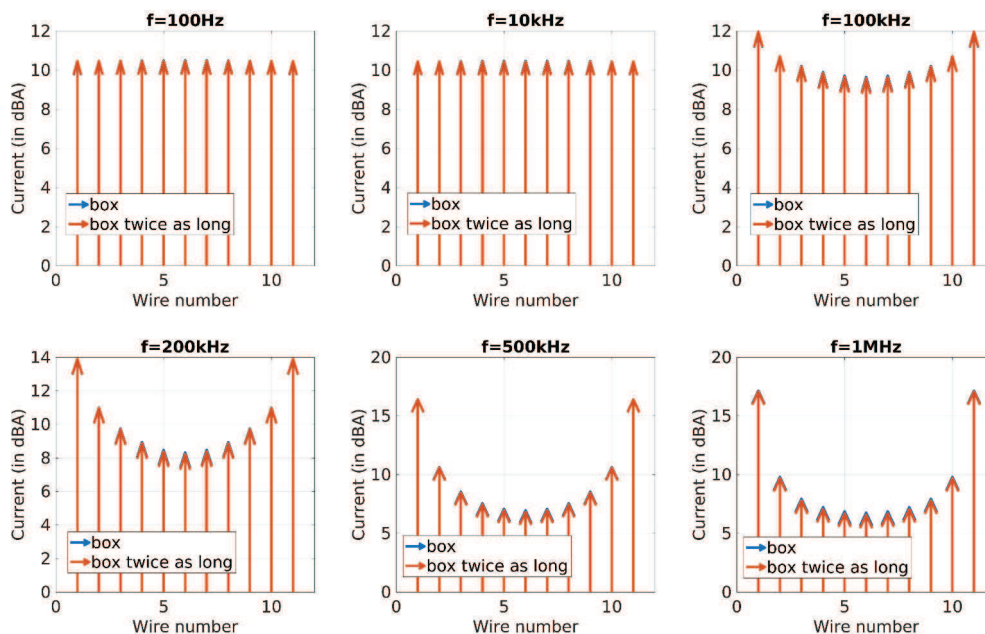 f=100Hz
12
10
8
6
4
2
0
Current (in dBA)
box
box twice as long
0 5 10
Wire number
f=10kHz
12
10
8
6
4
2
0
Current (in dBA)
box
box twice as long
0 5 10
Wire number
f=100kHz
12
10
8
6
4
2
0
Current (in dBA)
box
box twice as long
0 5 10
Wire number
f=200kHz
14
12
10
8
6
4
2
0
Current (in dBA)
box
box twice as long
0 5 10
Wire number
f=500kHz
20
15
10
5
0
Current (in dBA)
box
box twice as long
0 5 10
Wire number
f=1MHz
20
15
10
5
0
Current (in dBA)
box
box twice as long
0 5 10
Wire number